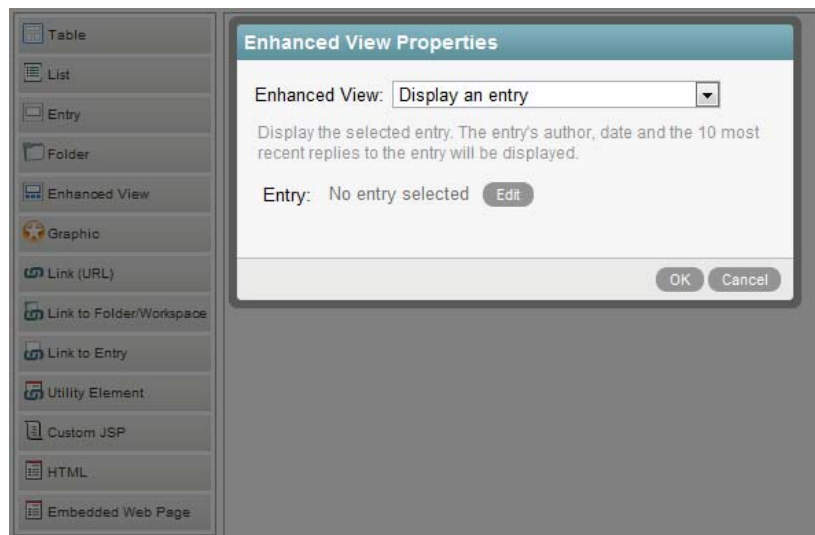 Table
List
Entry
Folder
Enhanced View
Graphic
Link (URL)
Link to Folder/Workspace
Link to Entry
Utility Element
Custom JSP
HTML
Embedded Web Page
Enhanced View Properties
Enhanced View: Display an entry
Display the selected entry. The entry's author, date and the 10 most
recent replies to the entry will be displayed.
Entry: No entry selected Edit
OK Cancel